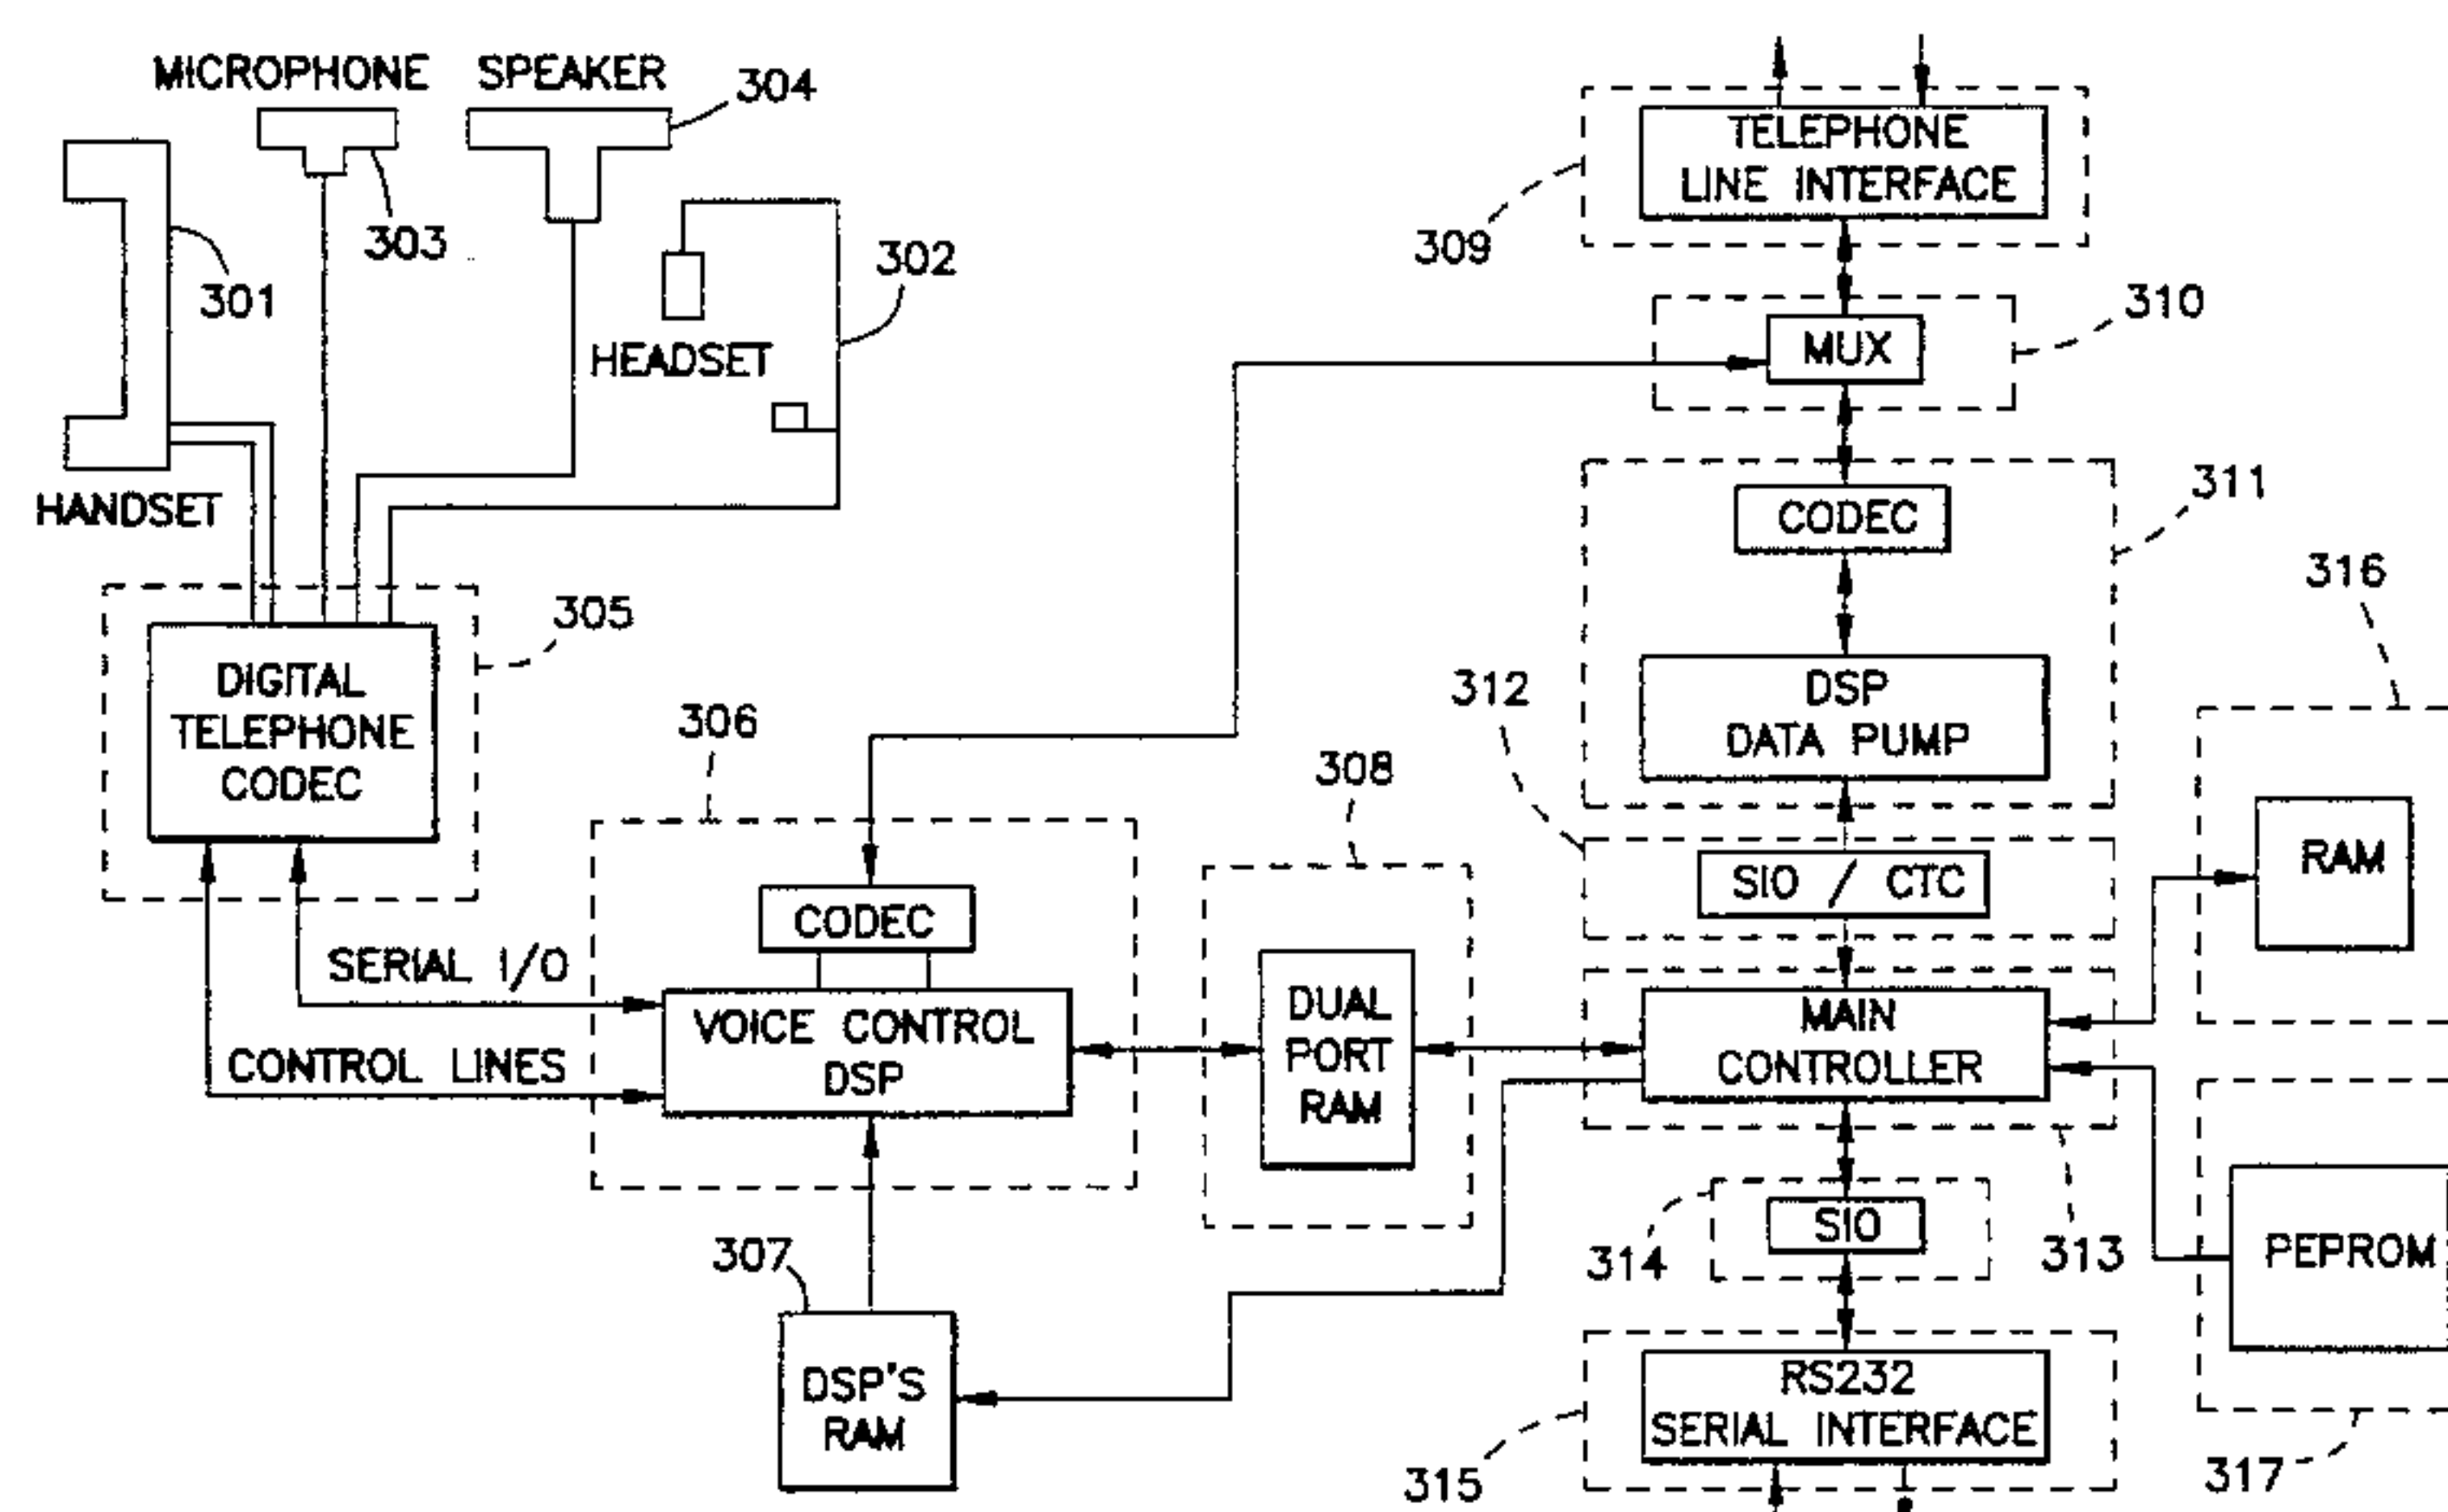 MICROPHONE
SPEAKER
304
303
301
302
HEADSET
HANDSET
305
DIGITAL
TELEPHONE
CODEC
SERIAL I/O
CONTROL LINES
306
CODEC
VOICE CONTROL
DSP
307
DSP'S
RAM
308
DUAL
PORT
RAM
TELEPHONE
LINE INTERFACE
309
MUX
310
CODEC
311
DSP
DATA PUMP
312
SIO / CTC
MAIN
CONTROLLER
313
SIO
314
RS232
SERIAL INTERFACE
315
316
RAM
PEPROM
317